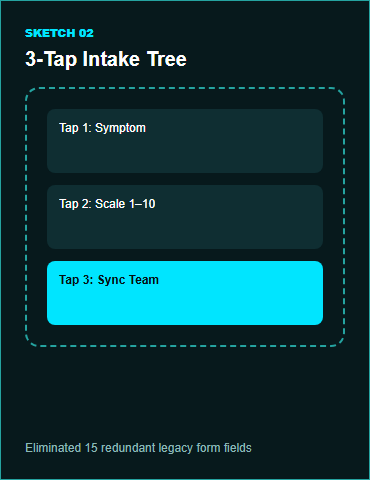 SKETCH 02
3-Tap Intake Tree
Tap 1: Symptom
Tap 2: Scale 1–10
Tap 3: Sync Team
Eliminated 15 redundant legacy form fields